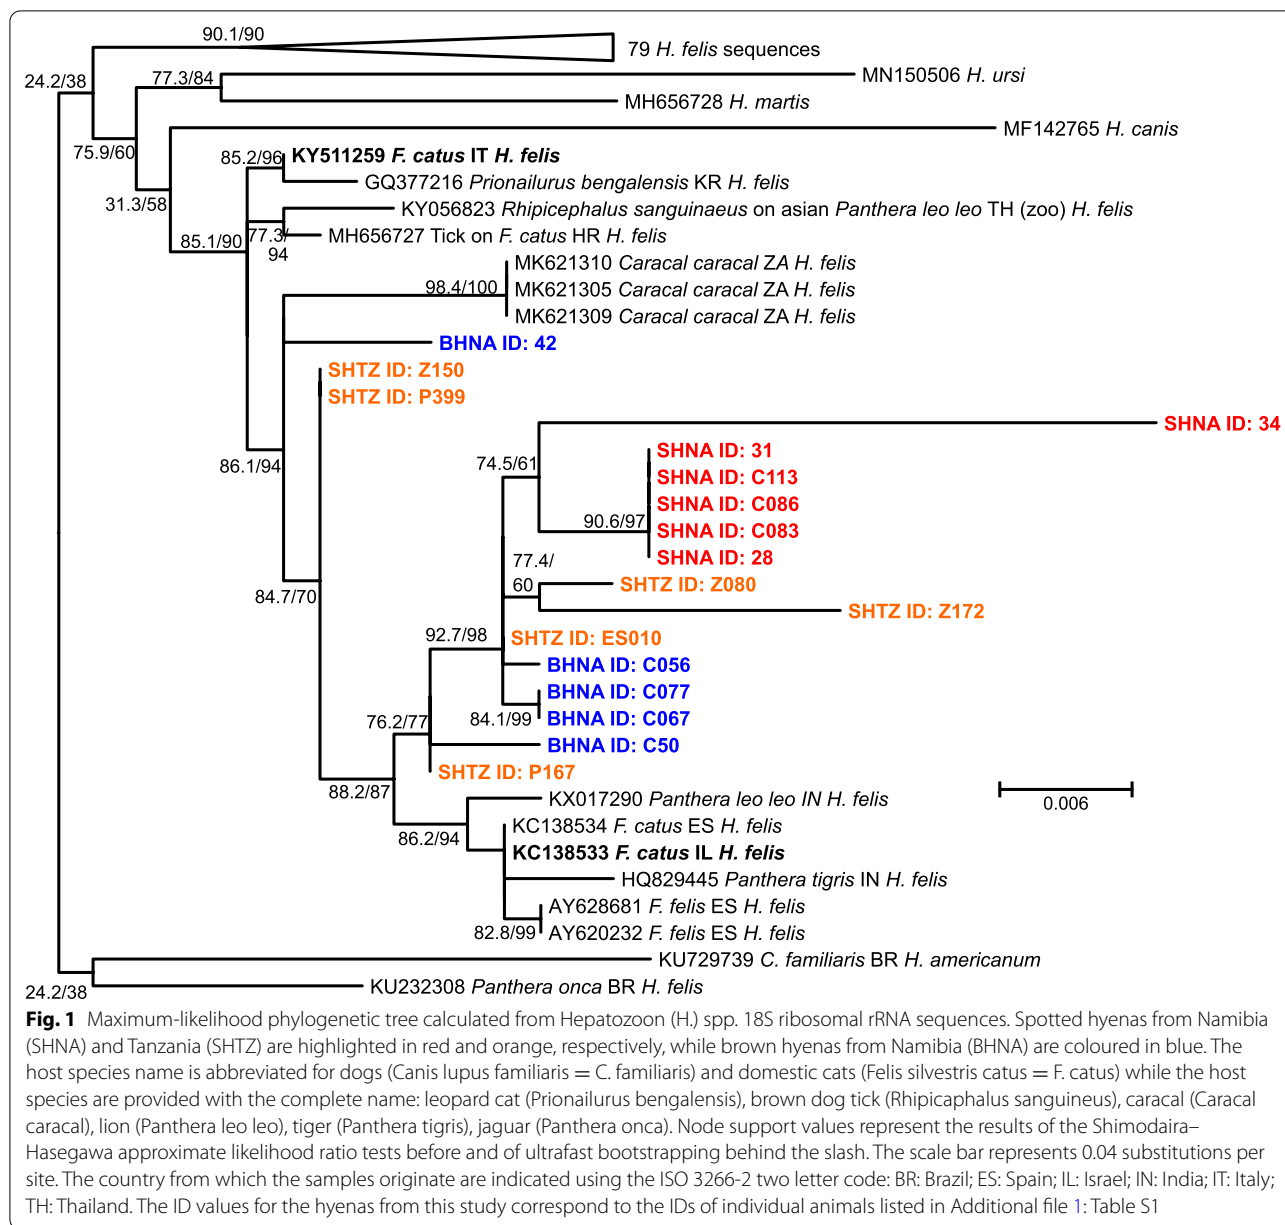 90.1/90
79 H. felis sequences
24.2/38
77.3/84
MN150506 H. ursi
MH656728 H. martis
MF142765 H. canis
75.9/60
85.2/96
KY511259 F. catus IT H. felis
GQ377216 Prionailurus bengalensis KR H. felis
31.3/58
KY056823 Rhipicephalus sanguinaeus on asian Panthera leo leo TH (zoo) H. felis
85.1/90
77.3/
94
MH656727 Tick on F. catus HR H. felis
MK621310 Caracal caracal ZA H. felis
98.4/100
MK621305 Caracal caracal ZA H. felis
MK621309 Caracal caracal ZA H. felis
BHNA ID: 42
SHTZ ID: Z150
SHTZ ID: P399
SHNA ID: 34
86.1/94
74.5/61
SHNA ID: 31
SHNA ID: C113
SHNA ID: C086
90.6/97
SHNA ID: C083
SHNA ID: 28
77.4/
60
SHTZ ID: Z080
84.7/70
SHTZ ID: Z172
92.7/98
SHTZ ID: ES010
BHNA ID: C056
BHNA ID: C077
84.1/99
BHNA ID: C067
76.2/77
BHNA ID: C50
SHTZ ID: P167
88.2/87
KX017290 Panthera leo leo IN H. felis
0.006
86.2/94
KC138534 F. catus ES H. felis
KC138533 F. catus IL H. felis
HQ829445 Panthera tigris IN H. felis
AY628681 F. felis ES H. felis
82.8/99
AY620232 F. felis ES H. felis
KU729739 C. familiaris BR H. americanum
24.2/38
KU232308 Panthera onca BR H. felis
Fig. 1 Maximum-likelihood phylogenetic tree calculated from Hepatozoon (H.) spp. 18S ribosomal rRNA sequences. Spotted hyenas from Namibia
(SHNA) and Tanzania (SHTZ) are highlighted in red and orange, respectively, while brown hyenas from Namibia (BHNA) are coloured in blue. The
host species name is abbreviated for dogs (Canis lupus familiaris = C. familiaris) and domestic cats (Felis silvestris catus = F. catus) while the host
species are provided with the complete name: leopard cat (Prionailurus bengalensis), brown dog tick (Rhipicaphalus sanguineus), caracal (Caracal
caracal), lion (Panthera leo leo), tiger (Panthera tigris), jaguar (Panthera onca). Node support values represent the results of the Shimodaira–
Hasegawa approximate likelihood ratio tests before and of ultrafast bootstrapping behind the slash. The scale bar represents 0.04 substitutions per
site. The country from which the samples originate are indicated using the ISO 3266-2 two letter code: BR: Brazil; ES: Spain; IL: Israel; IN: India; IT: Italy;
TH: Thailand. The ID values for the hyenas from this study correspond to the IDs of individual animals listed in Additional file 1: Table S1